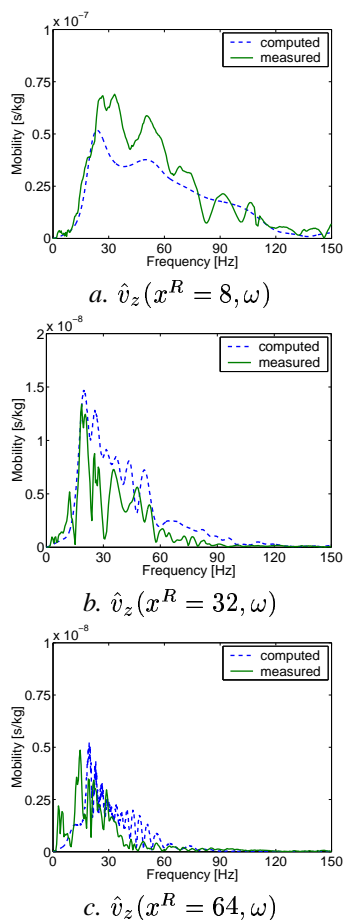 x 10⁻⁷
1
0.75
0.5
0.25
0
Mobility [s/kg]
computed
measured
0 30 60 90 120 150
Frequency [Hz]
a. v̂_z(x^R = 8, ω)
x 10⁻⁸
2
1.5
1
0.5
0
Mobility [s/kg]
computed
measured
0 30 60 90 120 150
Frequency [Hz]
b. v̂_z(x^R = 32, ω)
x 10⁻⁸
1
0.75
0.5
0.25
0
Mobility [s/kg]
computed
measured
0 30 60 90 120 150
Frequency [Hz]
c. v̂_z(x^R = 64, ω)